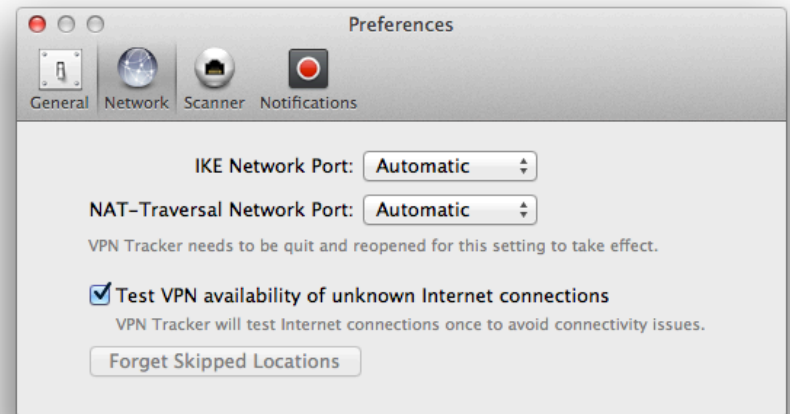 Preferences
General Network Scanner Notifications
IKE Network Port: Automatic
NAT-Traversal Network Port: Automatic
VPN Tracker needs to be quit and reopened for this setting to take effect.
Test VPN availability of unknown Internet connections
VPN Tracker will test Internet connections once to avoid connectivity issues.
Forget Skipped Locations